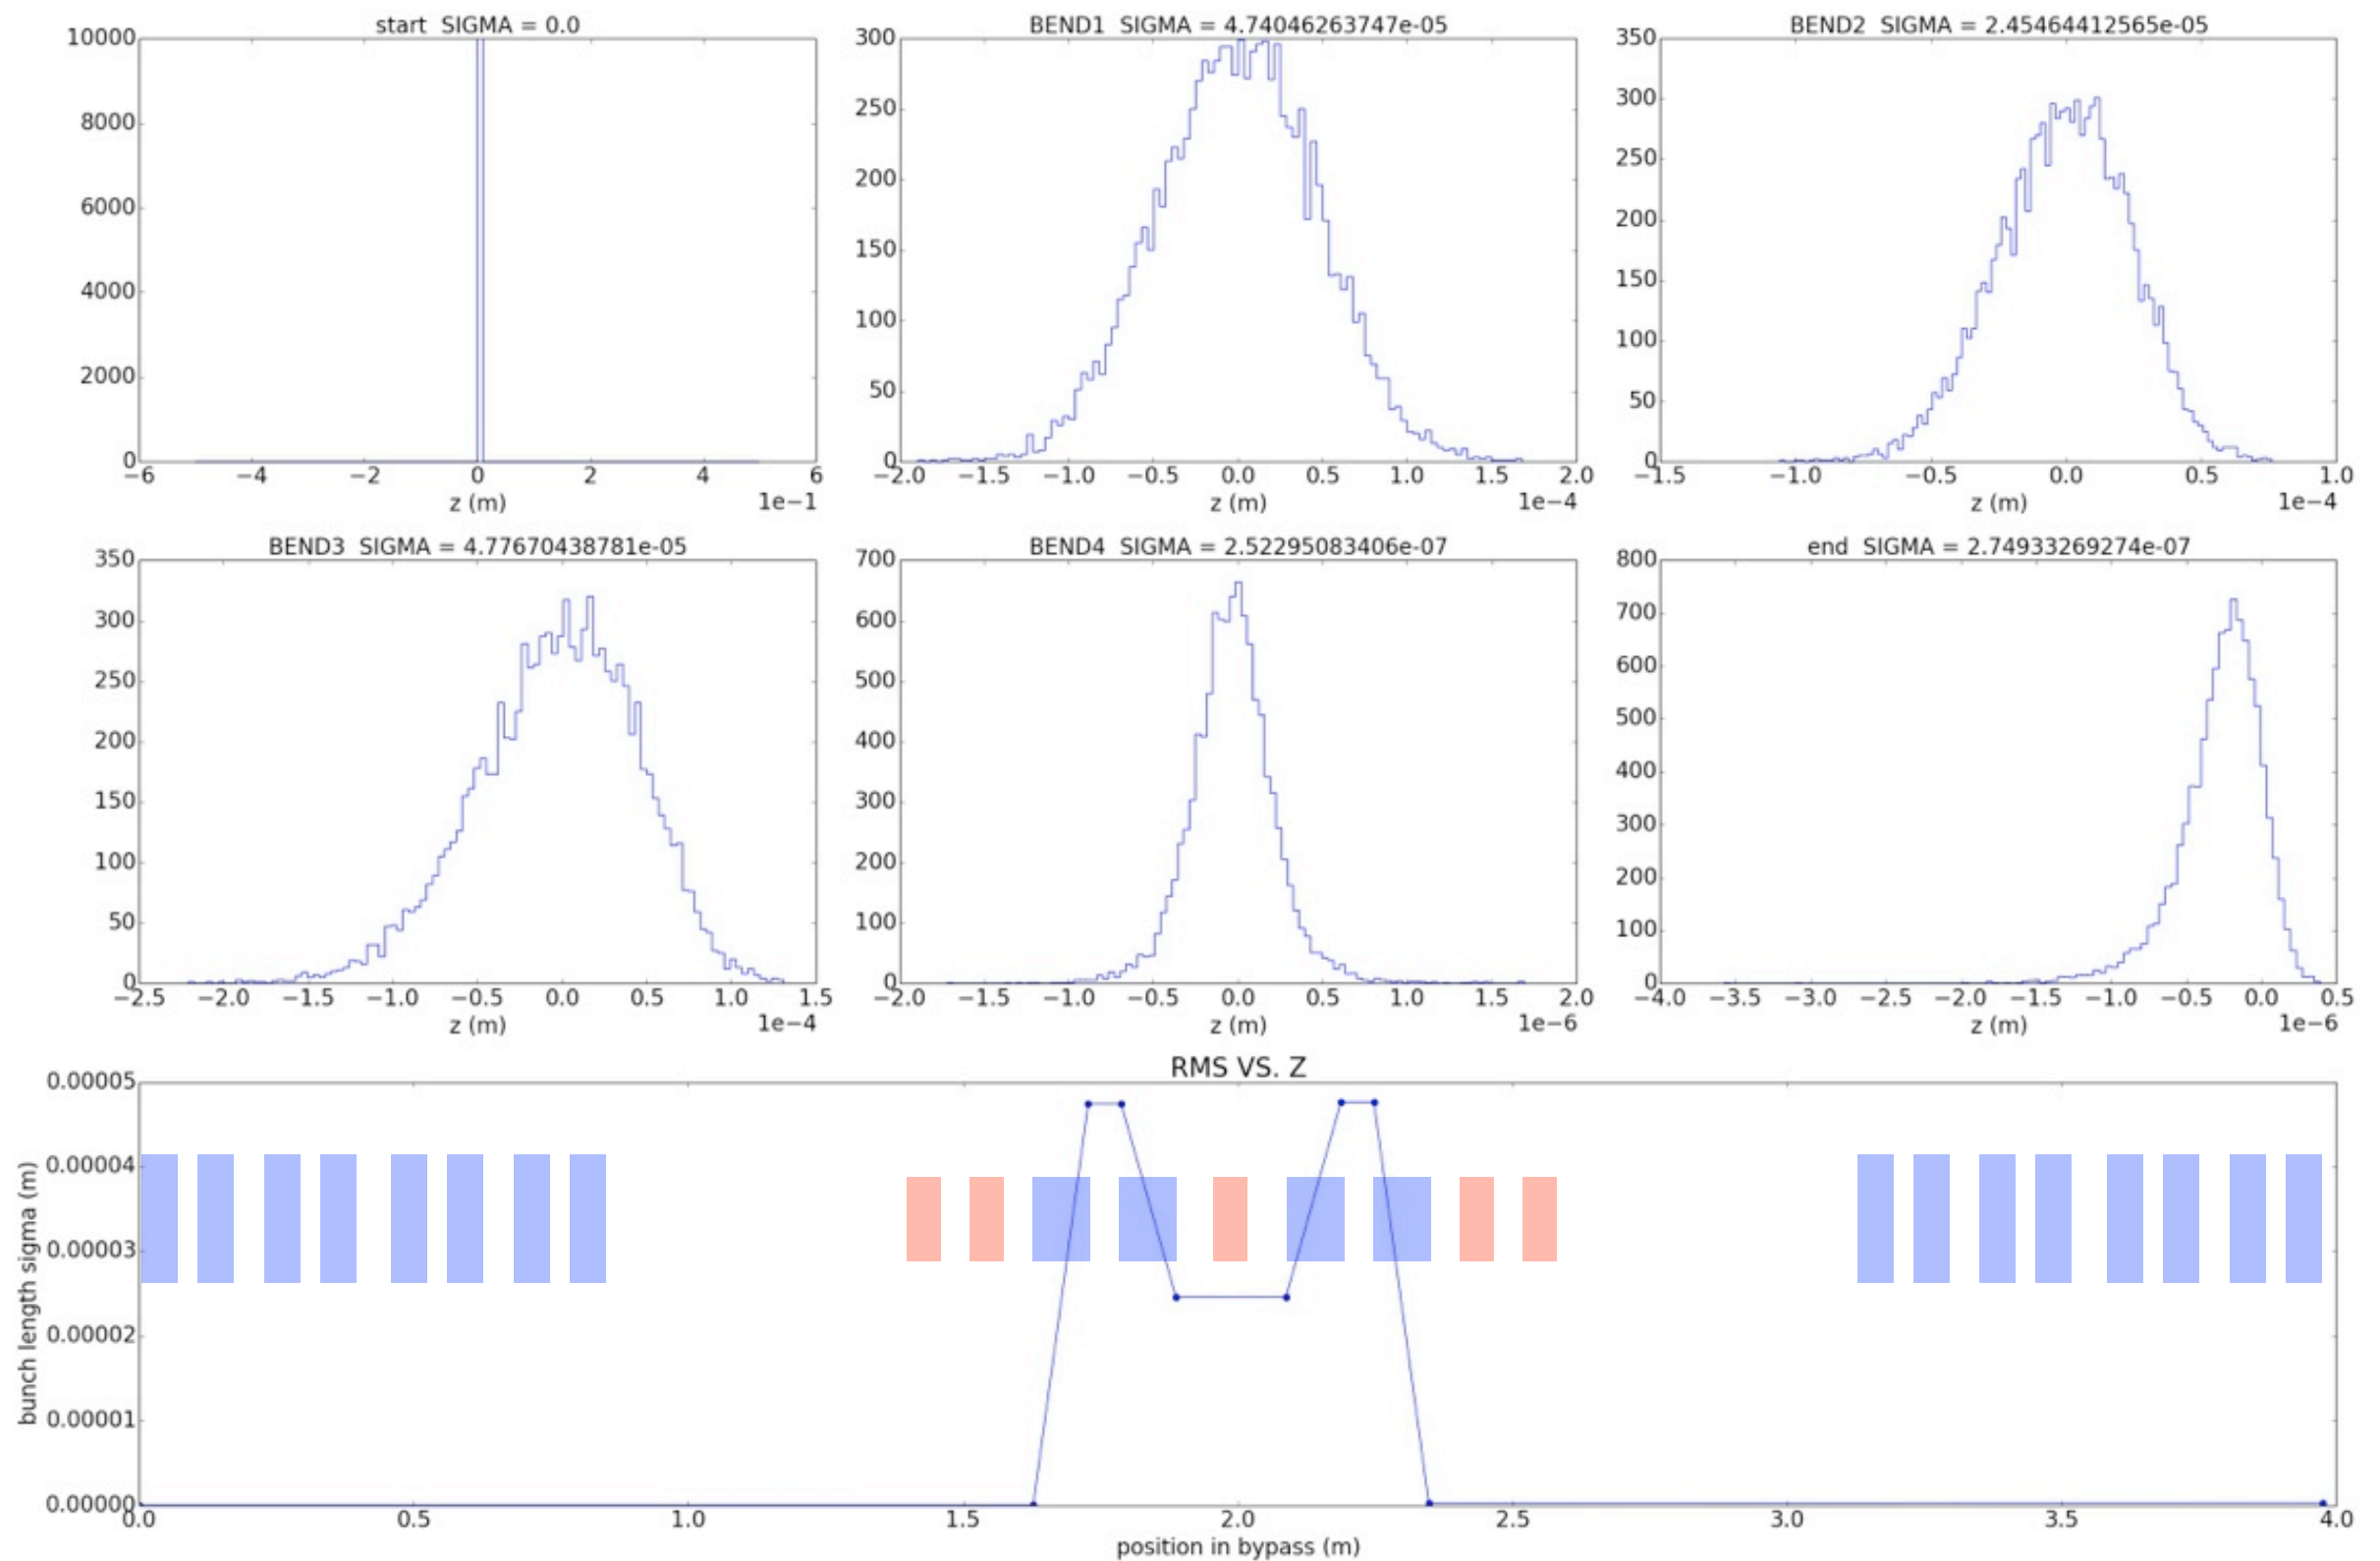 start  SIGMA = 0.0
10000
8000
6000
4000
2000
0
−6 −4 −2 0 2 4 6
z (m) 1e−1
BEND1  SIGMA = 4.74046263747e-05
300
250
200
150
100
50
0
−2.0 −1.5 −1.0 −0.5 0.0 0.5 1.0 1.5 2.0
z (m) 1e−4
BEND2  SIGMA = 2.45464412565e-05
350
300
250
200
150
100
50
0
−1.5 −1.0 −0.5 0.0 0.5 1.0
z (m) 1e−4
BEND3  SIGMA = 4.77670438781e-05
350
300
250
200
150
100
50
0
−2.5 −2.0 −1.5 −1.0 −0.5 0.0 0.5 1.0 1.5
z (m) 1e−4
BEND4  SIGMA = 2.52295083406e-07
700
600
500
400
300
200
100
0
−2.0 −1.5 −1.0 −0.5 0.0 0.5 1.0 1.5 2.0
z (m) 1e−6
end  SIGMA = 2.74933269274e-07
800
700
600
500
400
300
200
100
0
−4.0 −3.5 −3.0 −2.5 −2.0 −1.5 −1.0 −0.5 0.0 0.5
z (m) 1e−6
RMS VS. Z
bunch length sigma (m)
0.00005
0.00004
0.00003
0.00002
0.00001
0.00000
0.0 0.5 1.0 1.5 2.0 2.5 3.0 3.5 4.0
position in bypass (m)